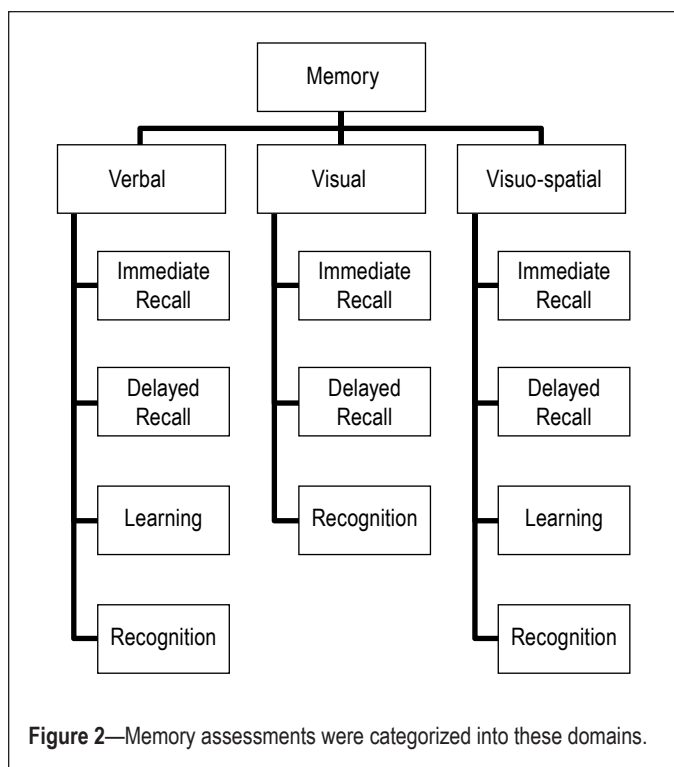 Memory
Verbal
Visual
Visuo-spatial
Immediate
Recall
Immediate
Recall
Immediate
Recall
Delayed
Recall
Delayed
Recall
Delayed
Recall
Learning
Recognition
Learning
Recognition
Recognition
Figure 2—Memory assessments were categorized into these domains.